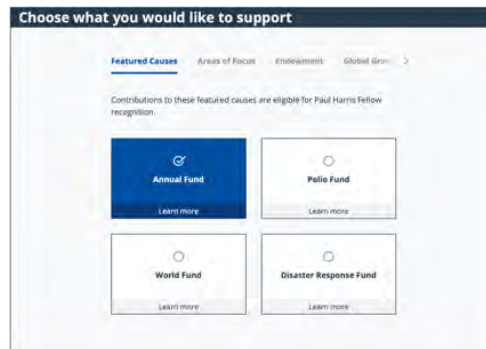 Choose what you would like to support
Featured Causes Areas of Focus Endowment Global Gran
Contributions to these featured causes are eligible for Paul Harris Fellow
recognition.
Annual Fund Polio Fund
Learn more Learn more
World Fund Disaster Response Fund
Learn more Learn more